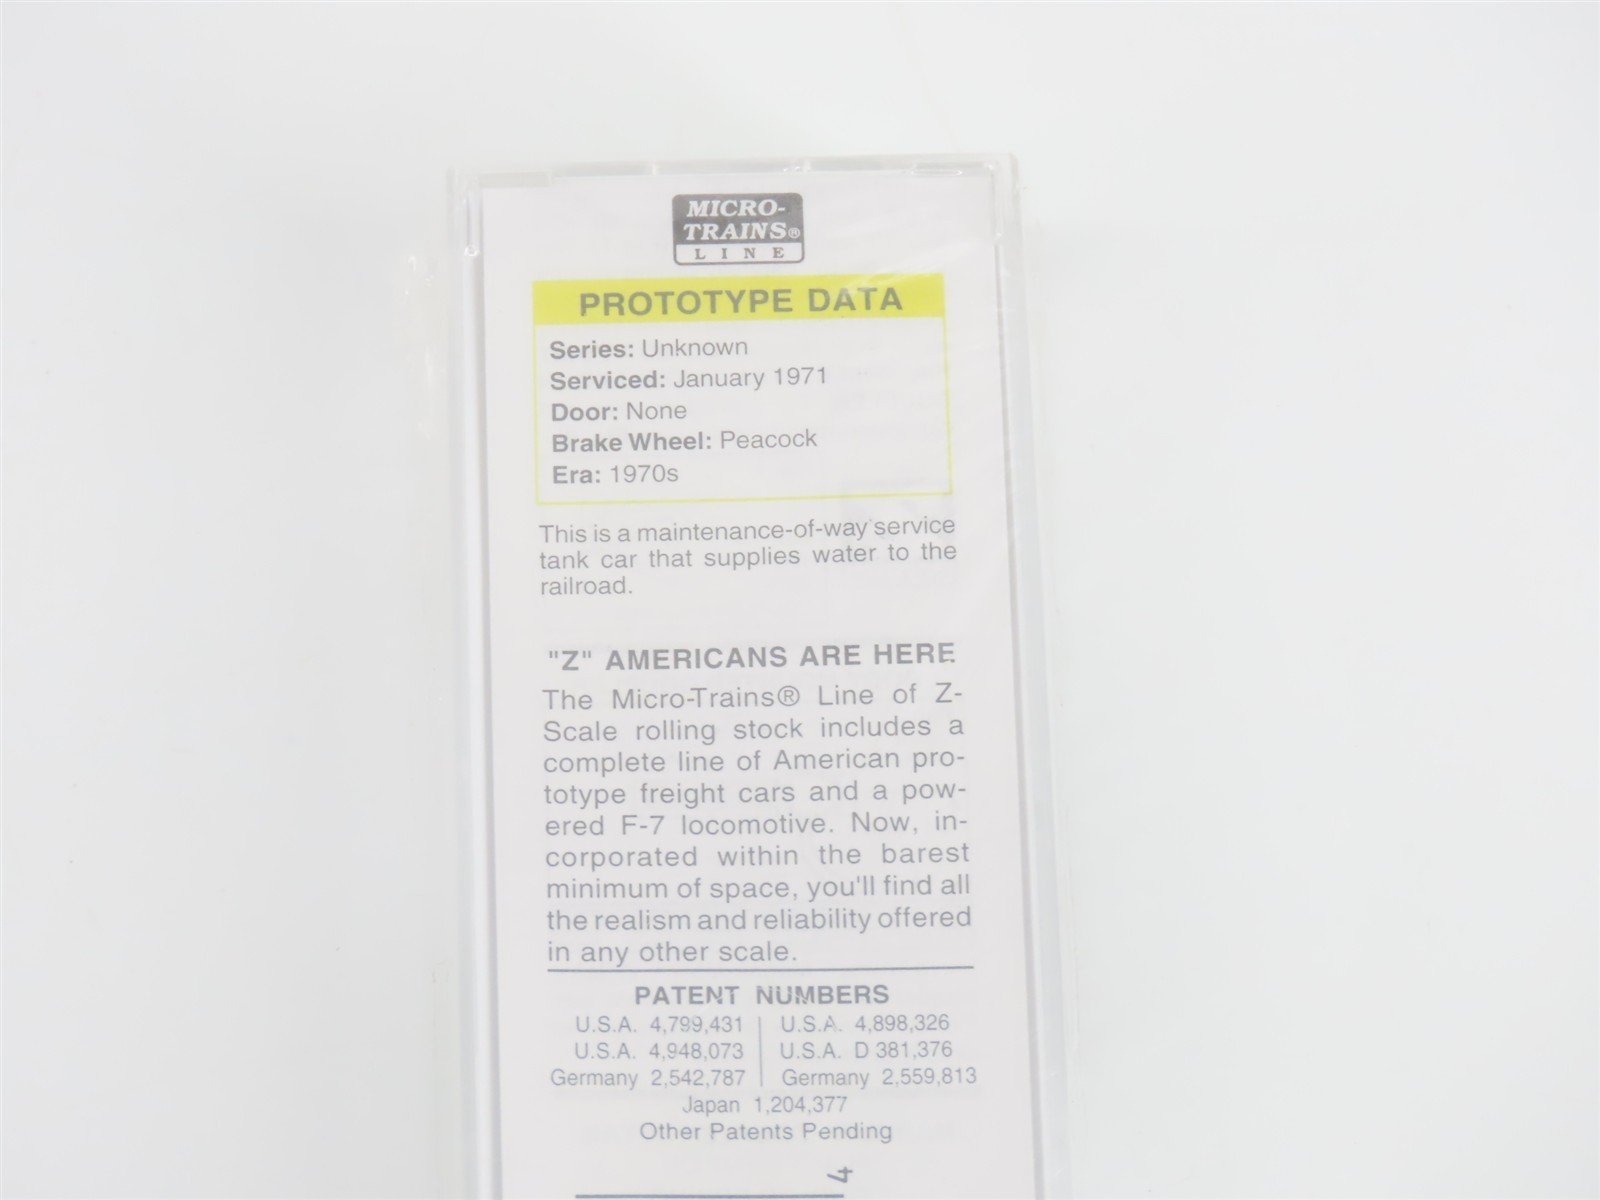 MICRO-
TRAINS®
LINE
PROTOTYPE DATA
Series: Unknown
Serviced: January 1971
Door: None
Brake Wheel: Peacock
Era: 1970s
This is a maintenance-of-way service
tank car that supplies water to the
railroad.
"Z" AMERICANS ARE HERE
The Micro-Trains® Line of Z-
Scale rolling stock includes a
complete line of American pro-
totype freight cars and a pow-
ered F-7 locomotive. Now, in-
corporated within the barest
minimum of space, you'll find all
the realism and reliability offered
in any other scale.
PATENT NUMBERS
U.S.A. 4,799,431 | U.S.A. 4,898,326
U.S.A. 4,948,073 | U.S.A. D 381,376
Germany 2,542,787 | Germany 2,559,813
Japan 1,204,377
Other Patents Pending
4